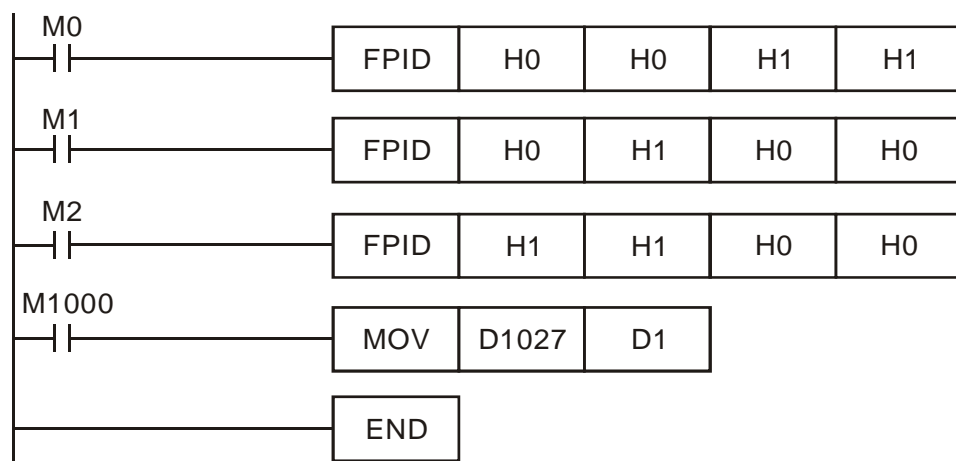 M0
FPID H0 H0 H1 H1
M1
FPID H0 H1 H0 H0
M2
FPID H1 H1 H0 H0
M1000
MOV D1027 D1
END